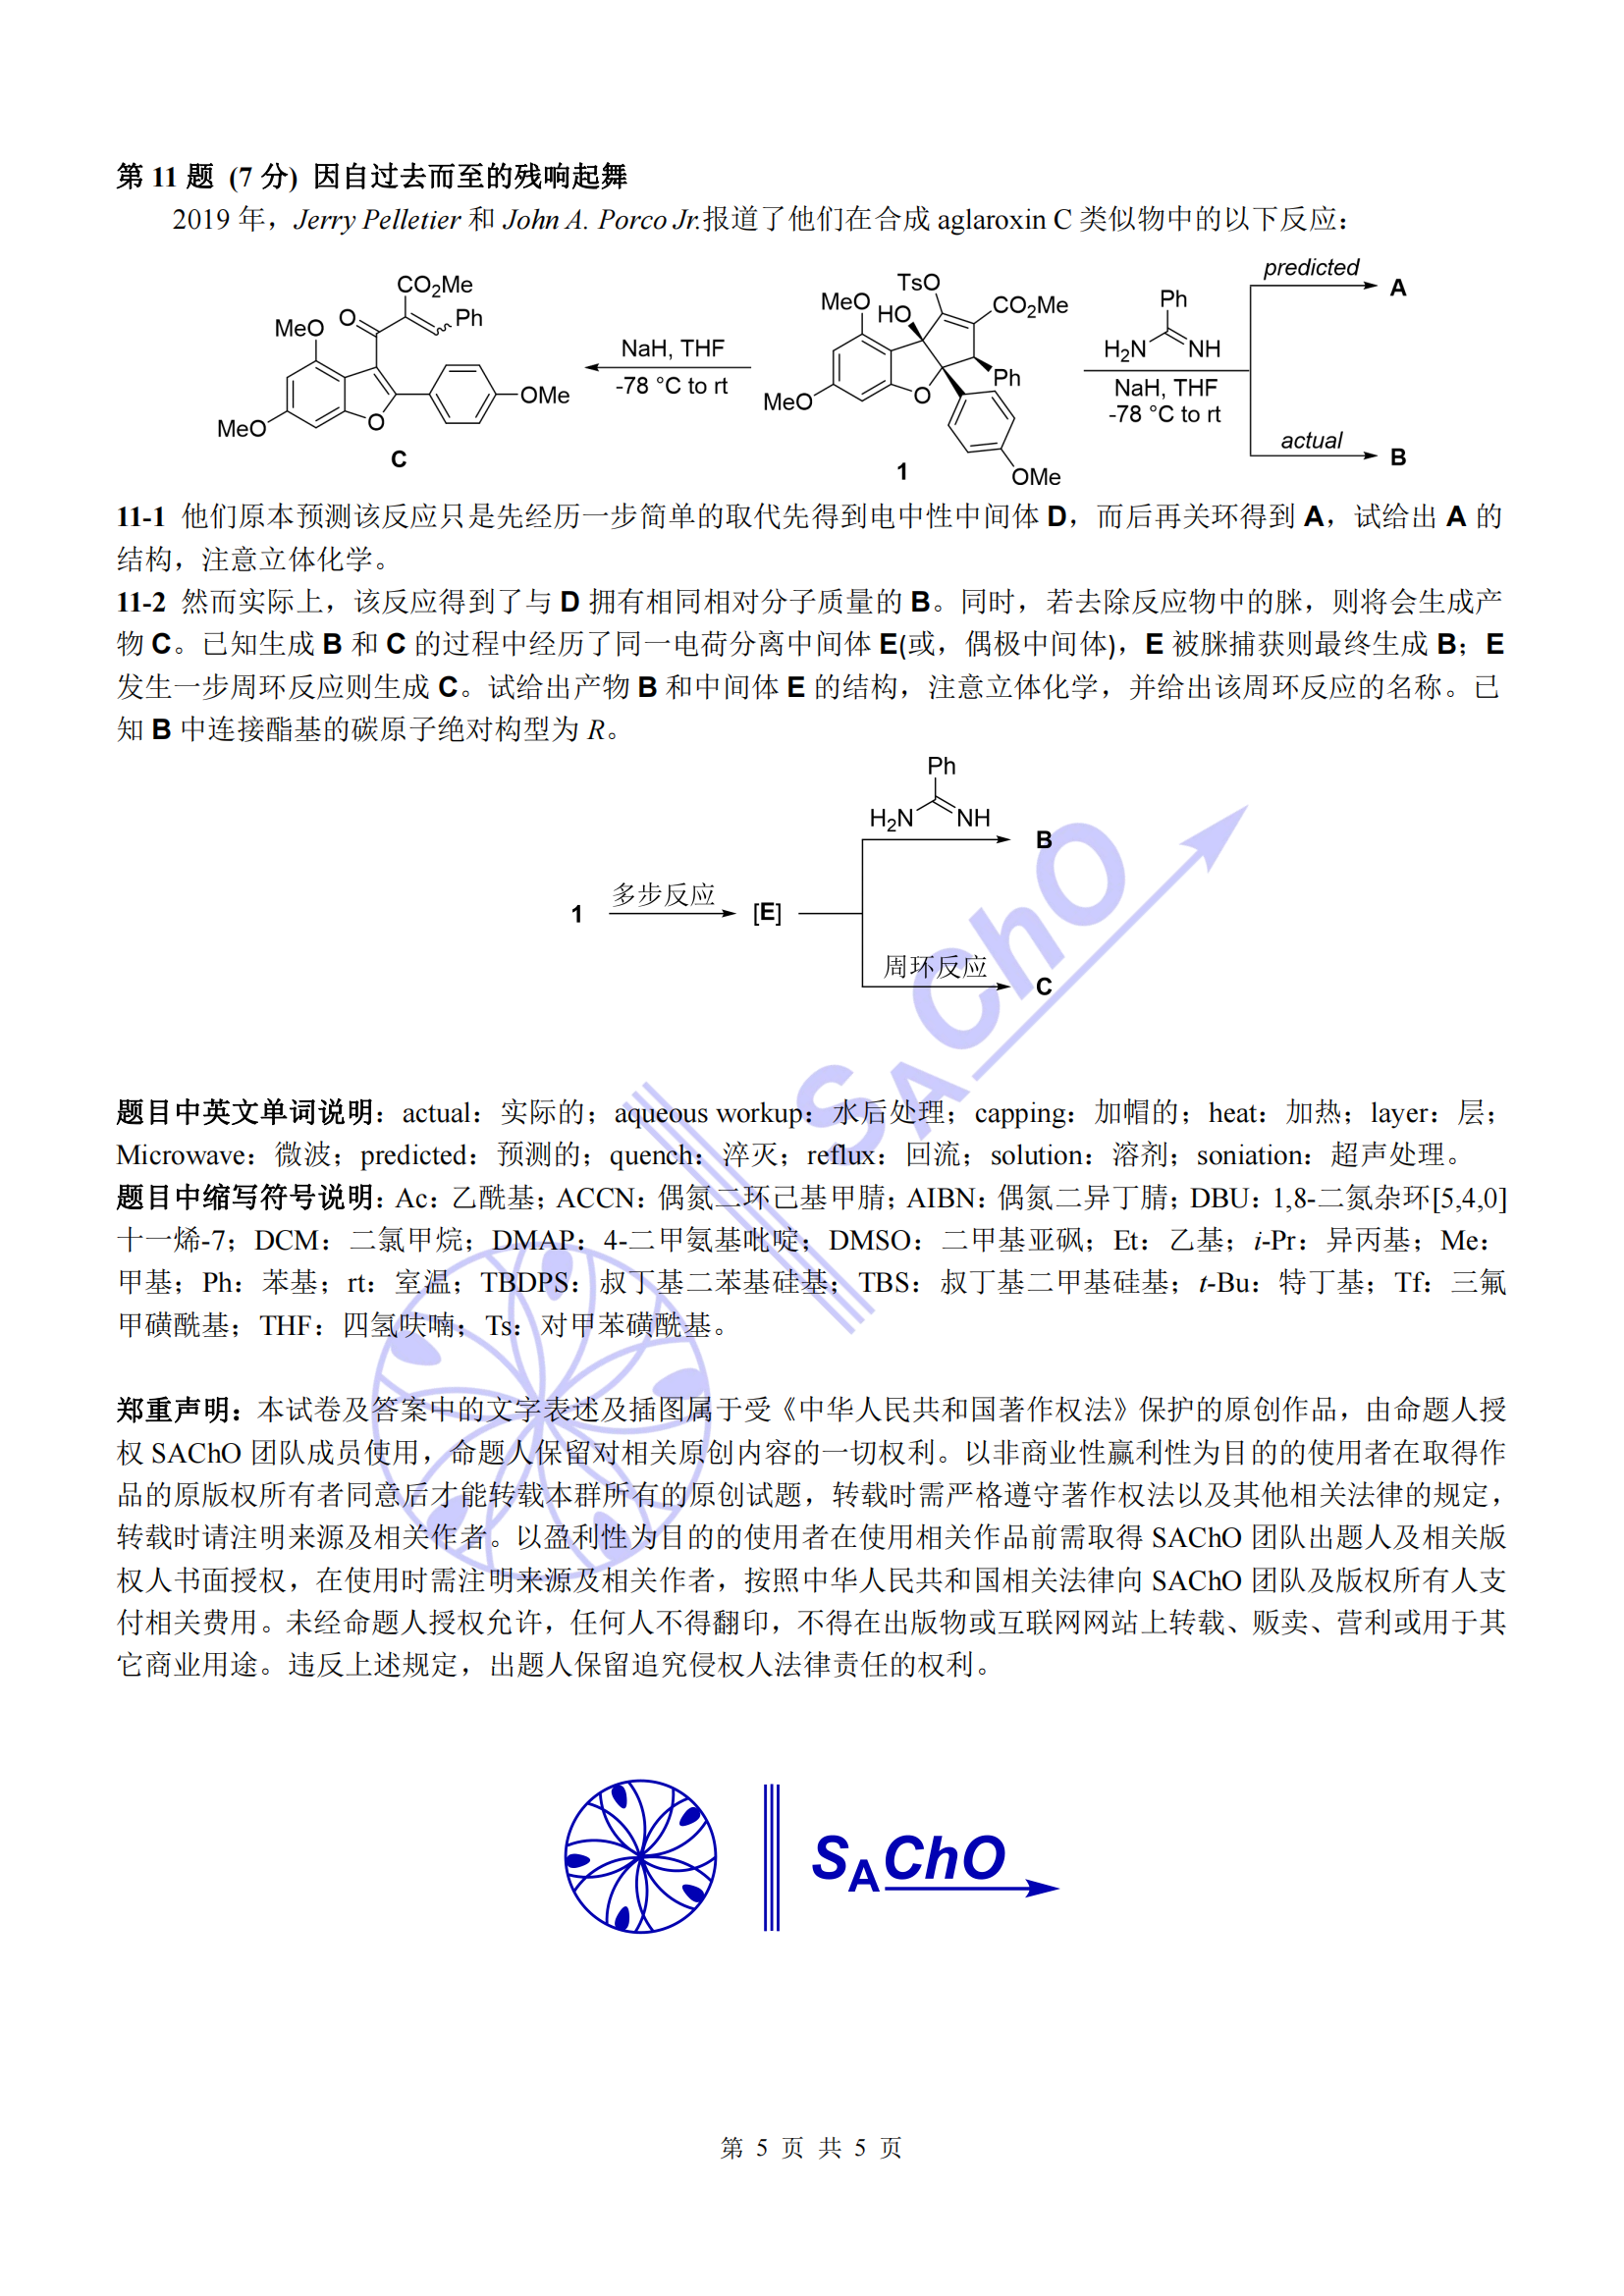 第 11 题 (7 分) 因自过去而至的残响起舞
2019 年，Jerry Pelletier 和 John A. Porco Jr.报道了他们在合成 aglaroxin C 类似物中的以下反应：
CO2Me
O
Ph
MeO
MeO
O
OMe
C
NaH, THF
-78 °C to rt
TsO
MeO
HO
CO2Me
Ph
MeO
O
OMe
1
Ph
H2N
NH
NaH, THF
-78 °C to rt
predicted
A
actual
B
11-1 他们原本预测该反应只是先经历一步简单的取代先得到电中性中间体 D，而后再关环得到 A，试给出 A 的
结构，注意立体化学。
11-2 然而实际上，该反应得到了与 D 拥有相同相对分子质量的 B。同时，若去除反应物中的脒，则将会生成产
物 C。已知生成 B 和 C 的过程中经历了同一电荷分离中间体 E(或，偶极中间体)，E 被脒捕获则最终生成 B；E
发生一步周环反应则生成 C。试给出产物 B 和中间体 E 的结构，注意立体化学，并给出该周环反应的名称。已
知 B 中连接酯基的碳原子绝对构型为 R。
Ph
H2N
NH
B
1
多步反应
[E]
周环反应
C
SAChO
题目中英文单词说明：actual：实际的；aqueous workup：水后处理；capping：加帽的；heat：加热；layer：层；
Microwave：微波；predicted：预测的；quench：淬灭；reflux：回流；solution：溶剂；soniation：超声处理。
题目中缩写符号说明：Ac：乙酰基；ACCN：偶氮二环己基甲腈；AIBN：偶氮二异丁腈；DBU：1,8-二氮杂环[5,4,0]
十一烯-7；DCM：二氯甲烷；DMAP：4-二甲氨基吡啶；DMSO：二甲基亚砜；Et：乙基；i-Pr：异丙基；Me：
甲基；Ph：苯基；rt：室温；TBDPS：叔丁基二苯基硅基；TBS：叔丁基二甲基硅基；t-Bu：特丁基；Tf：三氟
甲磺酰基；THF：四氢呋喃；Ts：对甲苯磺酰基。
郑重声明：本试卷及答案中的文字表述及插图属于受《中华人民共和国著作权法》保护的原创作品，由命题人授
权 SAChO 团队成员使用，命题人保留对相关原创内容的一切权利。以非商业性赢利性为目的的使用者在取得作
品的原版权所有者同意后才能转载本群所有的原创试题，转载时需严格遵守著作权法以及其他相关法律的规定，
转载时请注明来源及相关作者。以盈利性为目的的使用者在使用相关作品前需取得 SAChO 团队出题人及相关版
权人书面授权，在使用时需注明来源及相关作者，按照中华人民共和国相关法律向 SAChO 团队及版权所有人支
付相关费用。未经命题人授权允许，任何人不得翻印，不得在出版物或互联网网站上转载、贩卖、营利或用于其
它商业用途。违反上述规定，出题人保留追究侵权人法律责任的权利。
SAChO
第 5 页 共 5 页